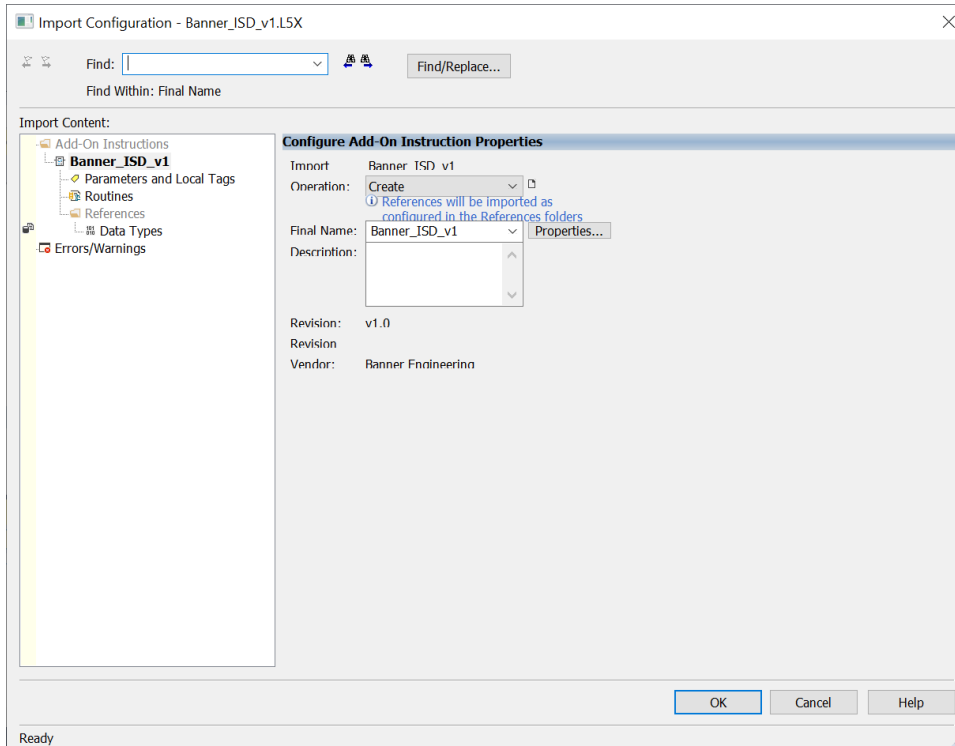 Import Configuration - Banner_ISD_v1.L5X
Find:
Find/Replace...
Find Within: Final Name
Import Content:
Add-On Instructions
Banner_ISD_v1
Parameters and Local Tags
Routines
References
Data Types
Errors/Warnings
Configure Add-On Instruction Properties
Import Banner_ISD_v1
Operation: Create
References will be imported as
configured in the References folders
Final Name: Banner_ISD_v1 Properties...
Description:
Revision: v1.0
Revision
Vendor: Banner Engineering
OK Cancel Help
Ready